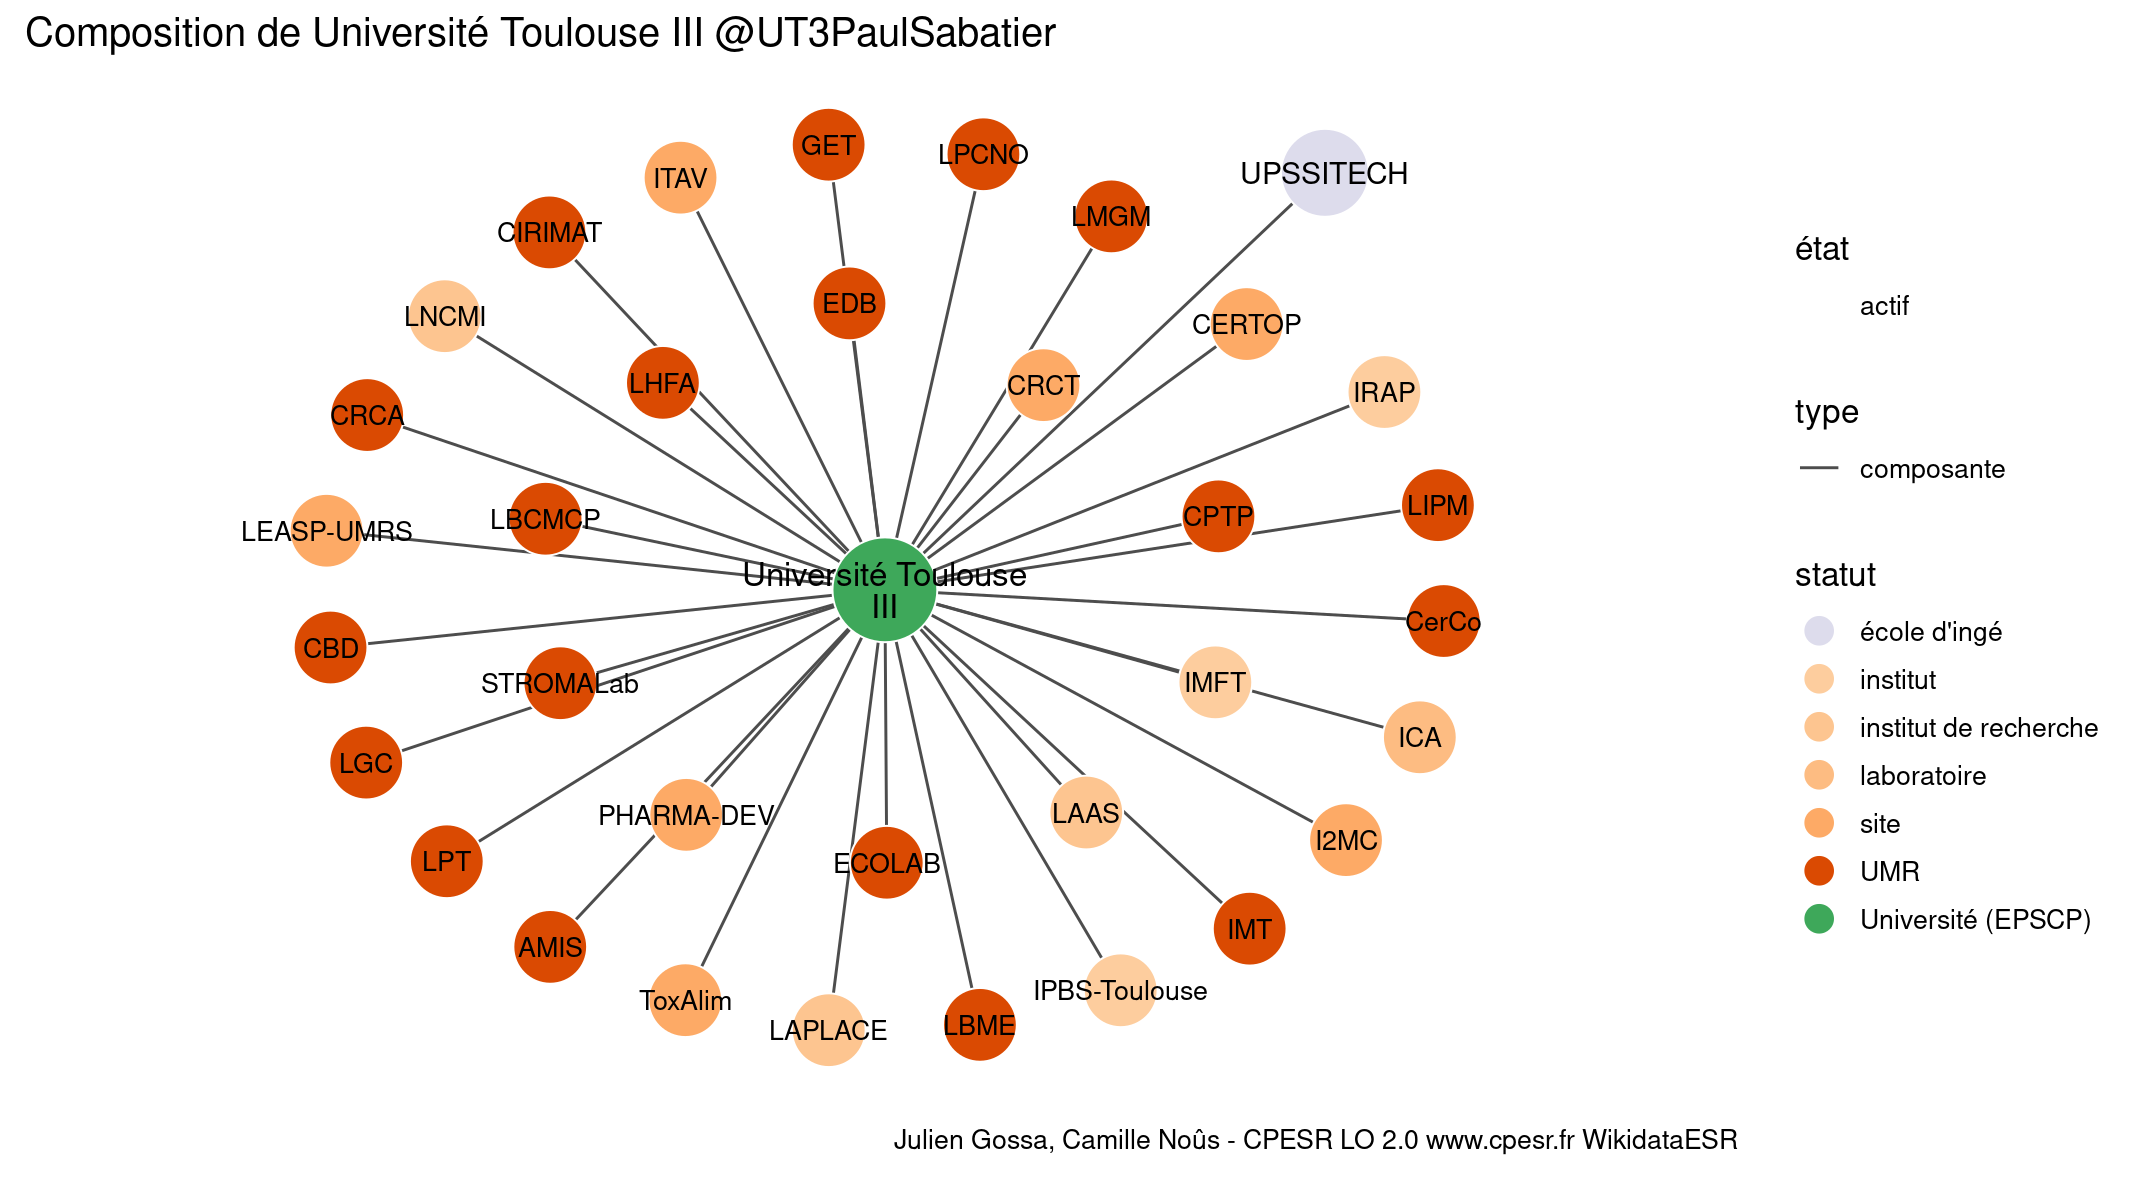 Composition de Université Toulouse III @UT3PaulSabatier
GET
LPCNO
UPSSITECH
ITAV
LMGM
CIRIMAT
EDB
LNCMI
CERTOP
LHFA
CRCT
IRAP
CRCA
LEASP-UMRS
LBCMCP
CPTP
LIPM
Université Toulouse
III
CBD
CerCo
STROMALab
IMFT
LGC
ICA
PHARMA-DEV
LAAS
LPT
ECOLAB
I2MC
AMIS
IMT
ToxAlim
LAPLACE
LBME
IPBS-Toulouse
état
actif
type
composante
statut
école d'ingé
institut
institut de recherche
laboratoire
site
UMR
Université (EPSCP)
Julien Gossa, Camille Noûs - CPESR LO 2.0 www.cpesr.fr WikidataESR